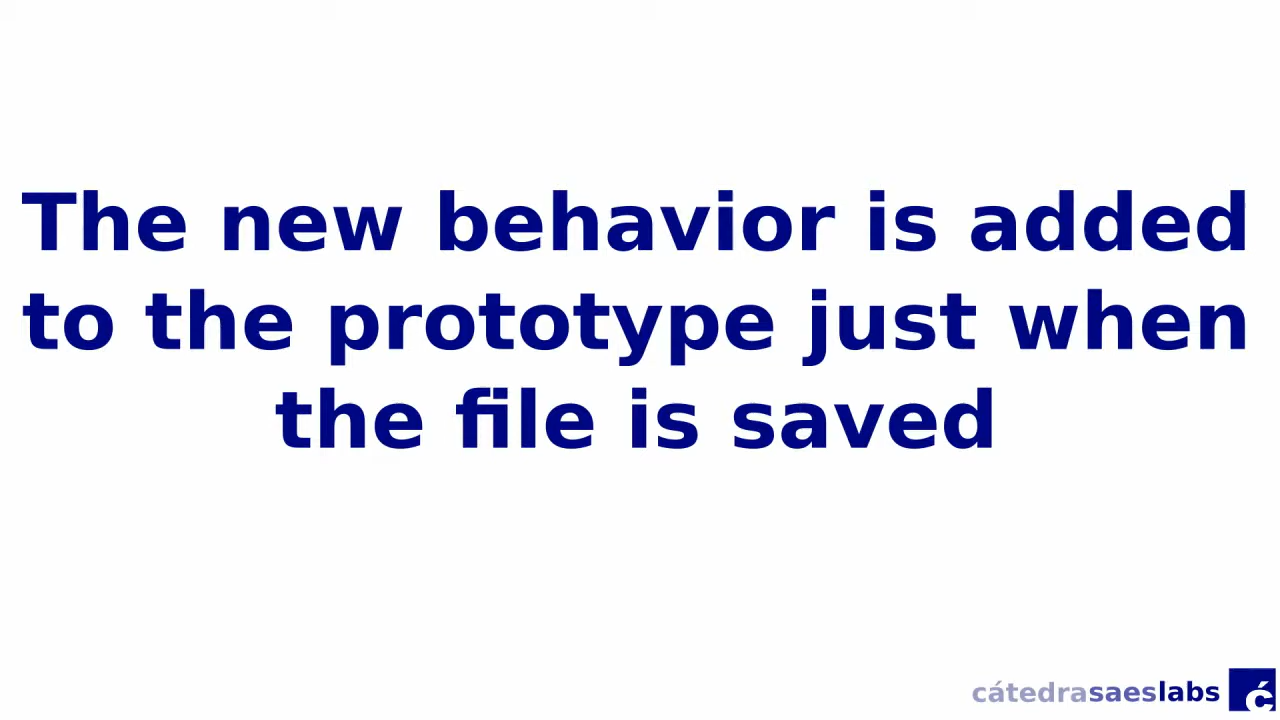 The new behavior is added
to the prototype just when
the file is saved
cátedrasaeslabs ć